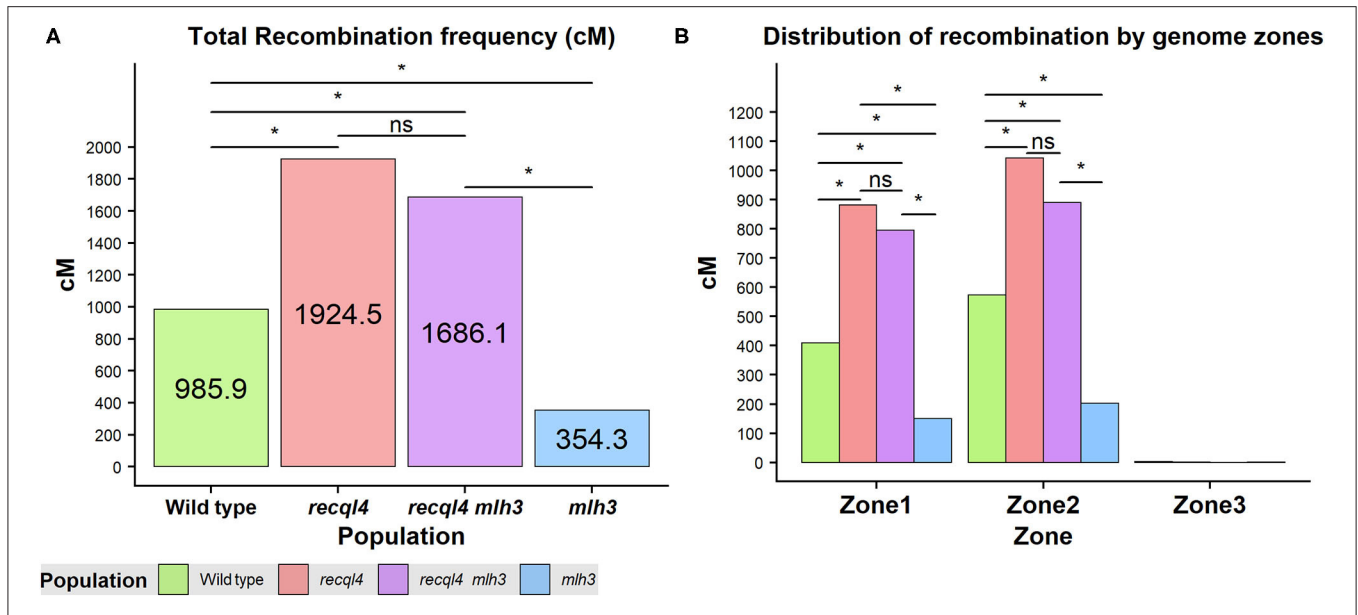 A
Total Recombination frequency (cM)
*
*
ns
*
*
2000
1800
1600
1400
1200
1000
800
600
400
200
0
cM
985.9
1924.5
1686.1
354.3
Wild type
recql4
recql4 mlh3
mlh3
Population
B
Distribution of recombination by genome zones
1200
1100
1000
900
800
700
600
500
400
300
200
100
0
cM
*
*
*
ns
*
*
*
*
*
ns
*
Zone1
Zone2
Zone3
Zone
Population Wild type recql4 recql4 mlh3 mlh3